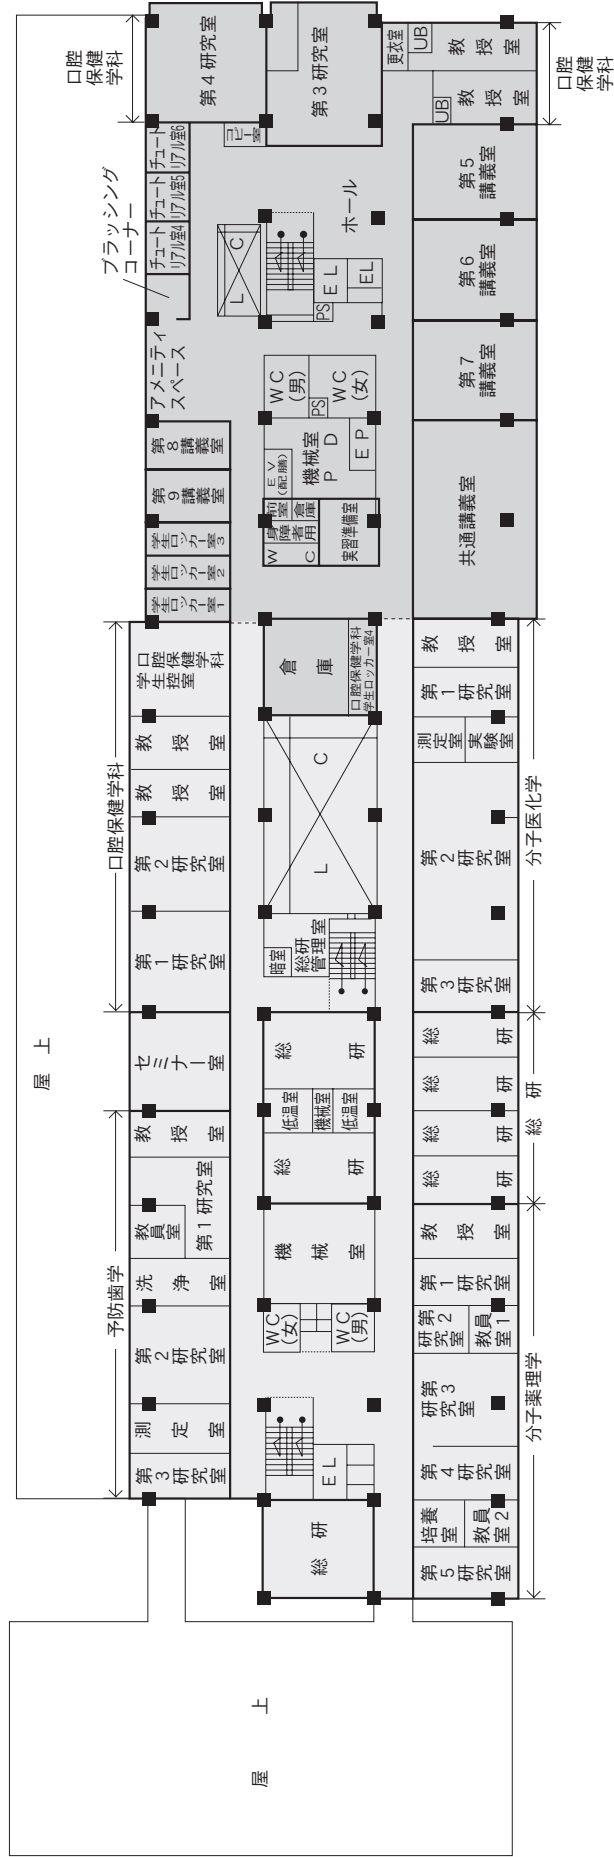 口腔
保健
学科
第4研究室
第3研究室
更衣室
UB
教授室
UB
教授室
口腔
保健
学科
コピー室
チュート
リアル室6
チュート
リアル室5
チュート
リアル室4
ブラッシング
コーナー
アメニティ
スペース
LC
ホール
EL
EL
PS
第5
講義室
第6
講義室
第7
講義室
共通講義室
WC
(男)
PS
WC
(女)
機械室
PD
EP
EV
(配膳)
前室
倉庫
身障者用
WC
実習準備室
第8
講義室
第9
講義室
学生ロッカー室3
学生ロッカー室2
学生ロッカー室1
倉庫
口腔保健学科
学生ロッカー室4
口腔保健学科
口腔保健学科
学生控室
教授室
教授室
第2研究室
第1研究室
セミナー室
LC
暗室
総研
管理室
総研
低温室
機械室
低温室
総研
機械室
WC
(女)
WC
(男)
EL
総研
分子医化学
教授室
第1研究室
測定室
実験室
第2研究室
第3研究室
総研
総研
総研
総研
総研
分子薬理学
教授室
第1研究室
第2
研究室
教員
室1
第3
研究室
第4研究室
培養
室
教員
室2
第5研究室
予防歯学
教授室
第1研究室
教員
室
洗浄室
第2研究室
測定室
第3研究室
屋上
屋上